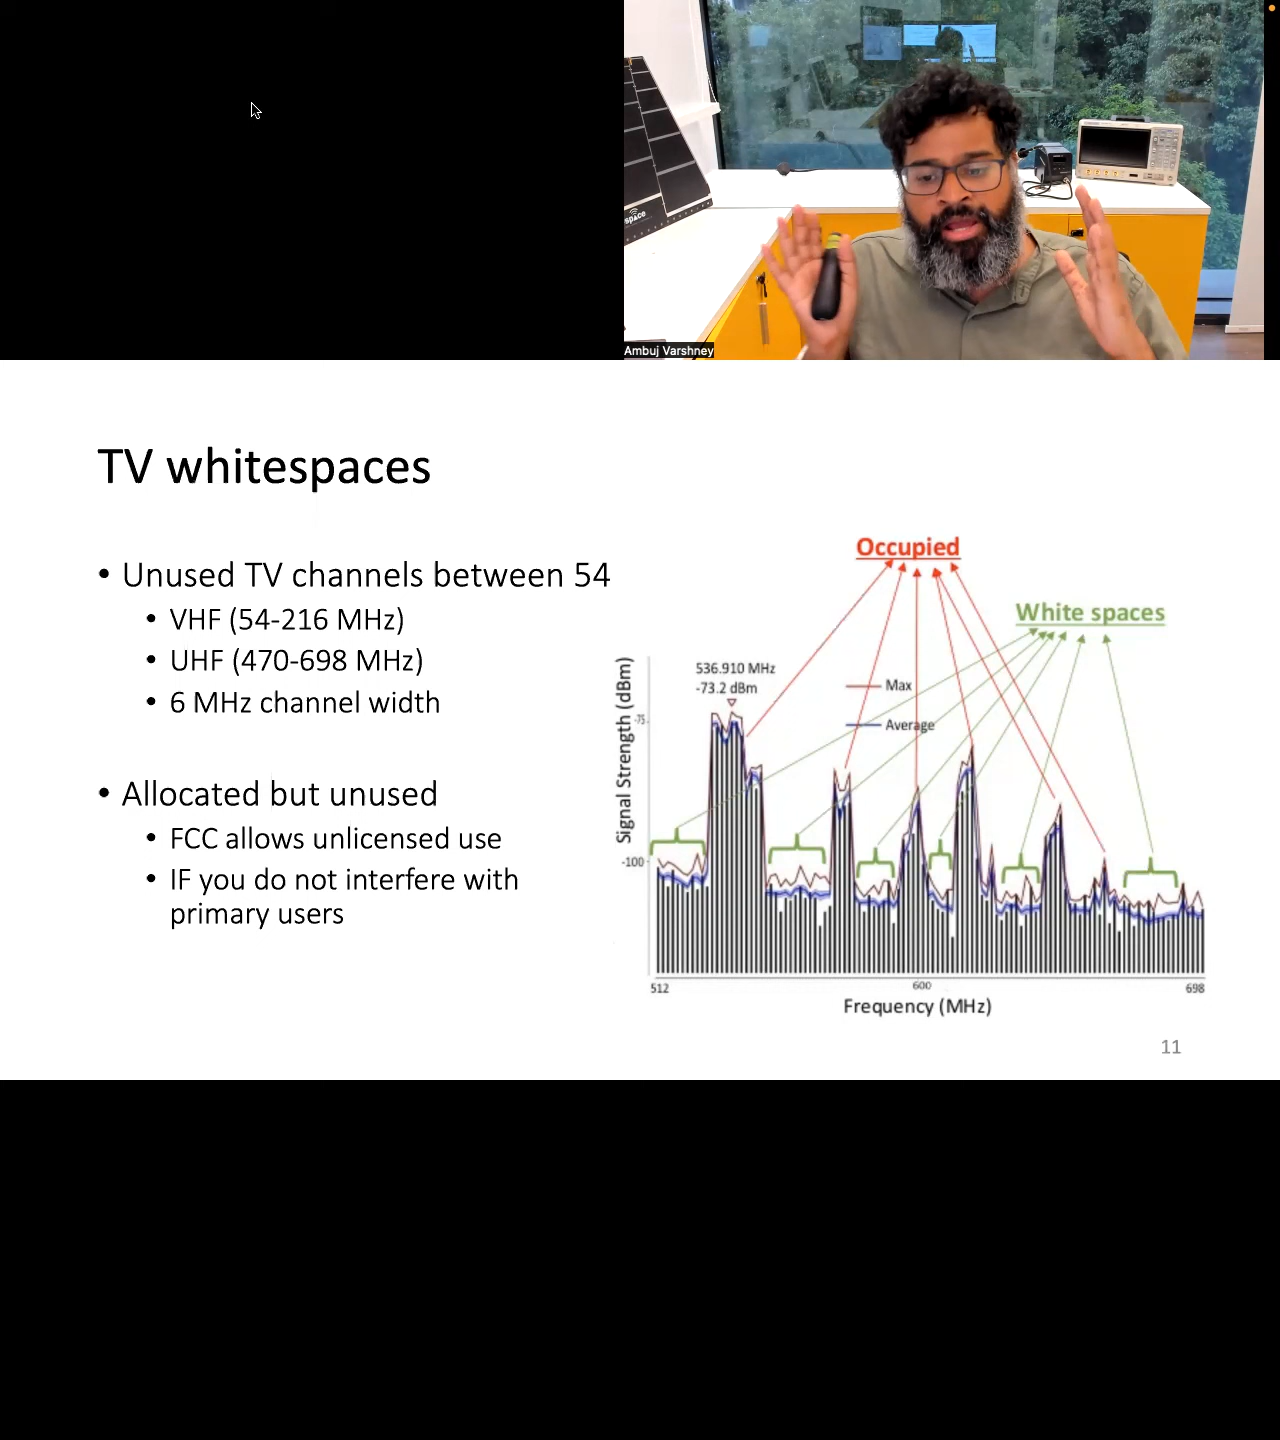 space
Ambuj Varshney
TV whitespaces
• Unused TV channels between 54
• VHF (54-216 MHz)
• UHF (470-698 MHz)
• 6 MHz channel width
• Allocated but unused
• FCC allows unlicensed use
• IF you do not interfere with
primary users
Occupied
White spaces
536.910 MHz
-73.2 dBm
Max
Average
Signal Strength (dBm)
-75
-100
512
600
698
Frequency (MHz)
11